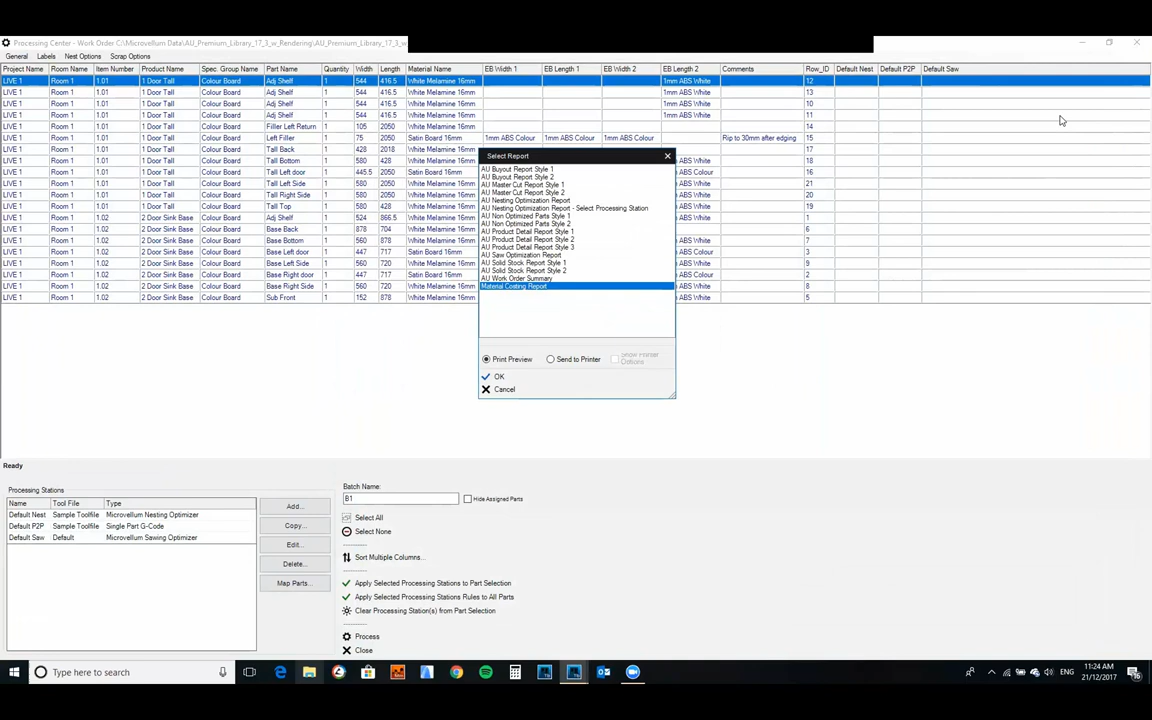 Processing Center - Work Order C:\Microvellum Data\AU_Premium_Library_17_3_w_Rendering\AU_Premium_Library_17_3_w
General Labels Nest Options Scrap Options
Project Name Room Name Item Number Product Name Spec. Group Name Part Name Quantity Width Length Material Name EB Width 1 EB Length 1 EB Width 2 EB Length 2 Comments Row_ID Default Nest Default P2P Default Saw
LIVE 1 Room 1 1.01 1 Door Tall Colour Board Adj Shelf 1 544 416.5 White Melamine 16mm 1mm ABS White 12
LIVE 1 Room 1 1.01 1 Door Tall Colour Board Adj Shelf 1 544 416.5 White Melamine 16mm 1mm ABS White 13
LIVE 1 Room 1 1.01 1 Door Tall Colour Board Adj Shelf 1 544 416.5 White Melamine 16mm 1mm ABS White 10
LIVE 1 Room 1 1.01 1 Door Tall Colour Board Adj Shelf 1 544 416.5 White Melamine 16mm 1mm ABS White 11
LIVE 1 Room 1 1.01 1 Door Tall Colour Board Filler Left Return 1 105 2050 White Melamine 16mm 14
LIVE 1 Room 1 1.01 1 Door Tall Colour Board Left Filler 1 75 2050 Satin Board 16mm 1mm ABS Colour 1mm ABS Colour 1mm ABS Colour Rip to 30mm after edging 15
LIVE 1 Room 1 1.01 1 Door Tall Colour Board Tall Back 1 428 2018 White Melamine 16mm 17
LIVE 1 Room 1 1.01 1 Door Tall Colour Board Tall Bottom 1 580 428 White Melamine 16mm ABS White 18
LIVE 1 Room 1 1.01 1 Door Tall Colour Board Tall Door 1 445.5 2047 Satin Board 16mm ABS Colour 16
LIVE 1 Room 1 1.01 1 Door Tall Colour Board Tall Left Side 1 580 2050 White Melamine 16mm ABS White 21
LIVE 1 Room 1 1.01 1 Door Tall Colour Board Tall Right Side 1 580 2050 White Melamine 16mm ABS White 20
LIVE 1 Room 1 1.01 1 Door Tall Colour Board Tall Top 1 580 428 White Melamine 16mm ABS White 19
LIVE 1 Room 1 1.02 2 Door Sink Base Colour Board Adj Shelf 1 524 866.5 White Melamine 16mm ABS White 1
LIVE 1 Room 1 1.02 2 Door Sink Base Colour Board Base Back 1 878 704 White Melamine 16mm 6
LIVE 1 Room 1 1.02 2 Door Sink Base Colour Board Base Bottom 1 560 878 White Melamine 16mm ABS White 7
LIVE 1 Room 1 1.02 2 Door Sink Base Colour Board Base Left door 1 447 717 Satin Board 16mm ABS Colour 3
LIVE 1 Room 1 1.02 2 Door Sink Base Colour Board Base Left Side 1 560 720 White Melamine 16mm ABS White 9
LIVE 1 Room 1 1.02 2 Door Sink Base Colour Board Base Right door 1 447 717 Satin Board 16mm ABS Colour 2
LIVE 1 Room 1 1.02 2 Door Sink Base Colour Board Base Right Side 1 560 720 White Melamine 16mm ABS White 8
LIVE 1 Room 1 1.02 2 Door Sink Base Colour Board Sub Front 1 152 878 White Melamine 16mm ABS White 5
Select Report
AU Buyout Report Style 1
AU Buyout Report Style 2
AU Master Cut Report Style 1
AU Master Cut Report Style 2
AU Nesting Optimization Report
AU Nesting Optimization Report - Select Processing Station
AU Non Optimized Parts Style 1
AU Non Optimized Parts Style 2
AU Product Detail Report Style 1
AU Product Detail Report Style 2
AU Product Detail Report Style 3
AU Saw Optimization Report
AU Solid Stock Report Style 1
AU Solid Stock Report Style 2
AU Work Order Summary
Material Costing Report
Print Preview Send to Printer Show Printer Options
OK
Cancel
Ready
Processing Stations
Name Tool File Type
Default Nest Sample Toolfile Microvellum Nesting Optimizer
Default P2P Sample Toolfile Single Part G-Code
Default Saw Default Microvellum Sawing Optimizer
Add...
Copy...
Edit...
Delete...
Map Parts...
Batch Name:
B1 Hide Assigned Parts
Select All
Select None
Sort Multiple Columns...
Apply Selected Processing Stations to Part Selection
Apply Selected Processing Stations Rules to All Parts
Clear Processing Station(s) from Part Selection
Process
Close
Type here to search
ENG
11:24 AM
21/12/2017
16